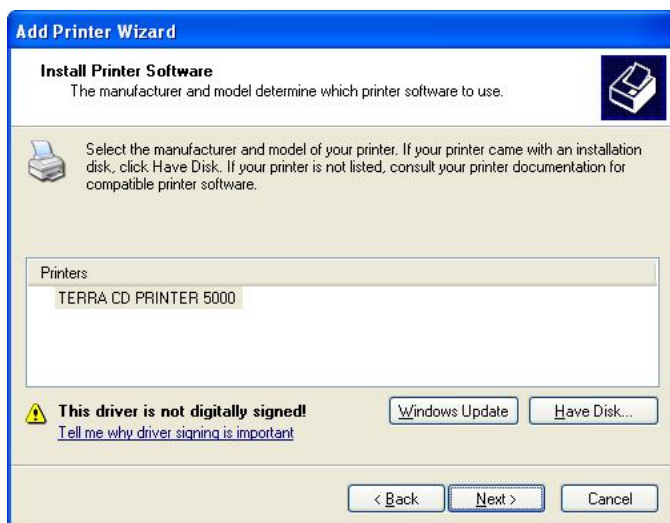 Add Printer Wizard
Install Printer Software
The manufacturer and model determine which printer software to use.
Select the manufacturer and model of your printer. If your printer came with an installation
disk, click Have Disk. If your printer is not listed, consult your printer documentation for
compatible printer software.
Printers
TERRA CD PRINTER 5000
This driver is not digitally signed!
Tell me why driver signing is important
Windows Update
Have Disk...
< Back
Next >
Cancel